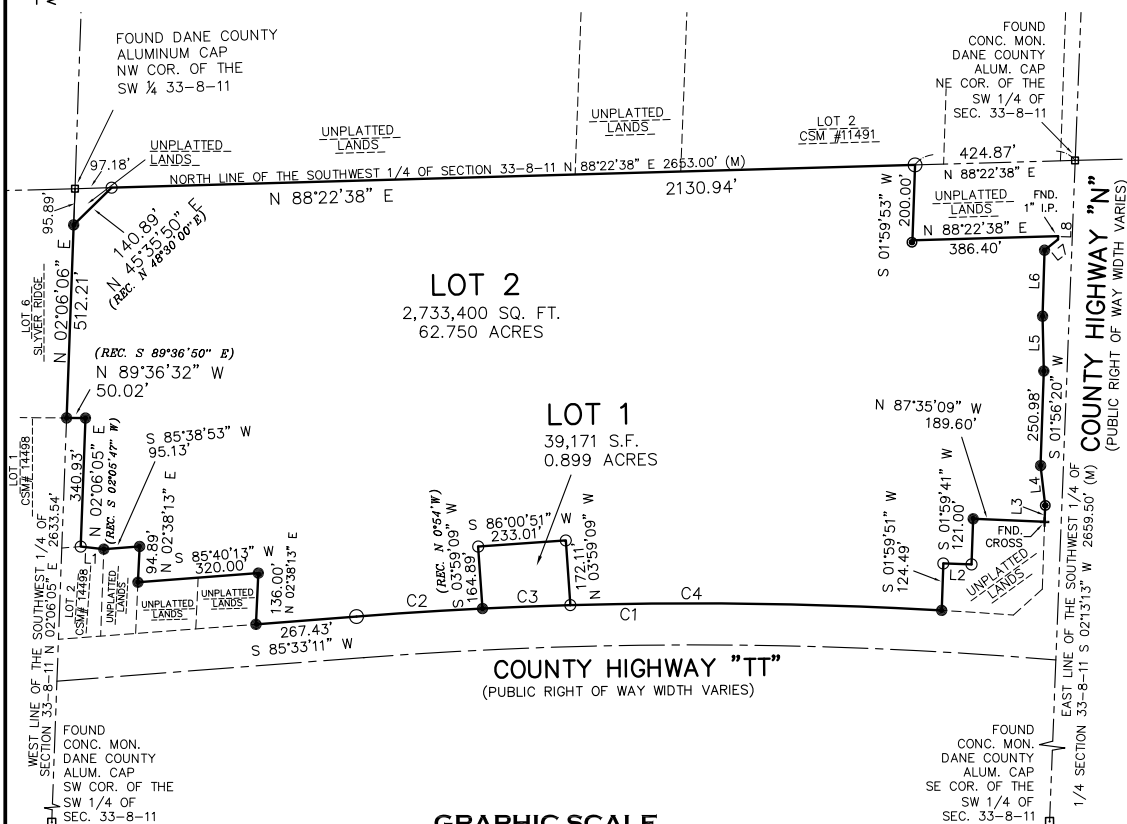 FOUND DANE COUNTY
ALUMINUM CAP
NW COR. OF THE
SW ¼ 33-8-11
FOUND
CONC. MON.
DANE COUNTY
ALUM. CAP
NE COR. OF THE
SW 1/4 OF
SEC. 33-8-11
UNPLATTED
LANDS
UNPLATTED
LANDS
UNPLATTED
LANDS
LOT 2
CSM #11491
97.18'
424.87'
NORTH LINE OF THE SOUTHWEST 1/4 OF SECTION 33-8-11 N 88°22'38" E 2653.00' (M)
N 88°22'38" E
N 88°22'38" E
2130.94'
95.89'
140.89'
N 45°35'50" E
(REC. N 48°30'00"E)
S 01°59'53" W
200.00'
UNPLATTED
LANDS
FND.
1" I.P.
N 88°22'38" E
386.40'
L8
L7
L6
L5
COUNTY HIGHWAY "N"
(PUBLIC RIGHT OF WAY WIDTH VARIES)
LOT 6
SLYVER RIDGE
N 02°06'06" E
512.21'
LOT 2
2,733,400 SQ. FT.
62.750 ACRES
(REC. S 89°36'50" E)
N 89°36'32" W
50.02'
LOT 1
CSM# 14498
340.93'
N 02°06'05" E
(REC. S 02°05'47" W)
S 85°38'53" W
95.13'
LOT 1
39,171 S.F.
0.899 ACRES
N 87°35'09" W
189.60'
250.98'
S 01°56'20" W
L4
L3
FND.
CROSS
L1
94.89'
N 02°38'13" E
S 85°40'13" W
320.00'
136.00'
N 02°38'13" E
LOT 2
CSM# 14498
UNPLATTED
LANDS
UNPLATTED
LANDS
UNPLATTED
LANDS
(REC. N 0°54'W)
S 03°59'09" W
164.89'
S 86°00'51" W
233.01'
172.11'
N 03°59'09" W
S 01°59'51" W
124.49'
S 01°59'41" W
121.00'
L2
UNPLATTED
LANDS
267.43'
S 85°33'11" W
C2
C3
C1
C4
COUNTY HIGHWAY "TT"
(PUBLIC RIGHT OF WAY WIDTH VARIES)
WEST LINE OF THE SOUTHWEST 1/4 OF
SECTION 33-8-11 N 02°06'05" E 2633.54'
EAST LINE OF THE SOUTHWEST 1/4 OF
1/4 SECTION 33-8-11 S 02°13'13" W 2659.50' (M)
FOUND
CONC. MON.
DANE COUNTY
ALUM. CAP
SW COR. OF THE
SW 1/4 OF
SEC. 33-8-11
FOUND
CONC. MON.
DANE COUNTY
ALUM. CAP
SE COR. OF THE
SW 1/4 OF
SEC. 33-8-11
GRAPHIC SCALE